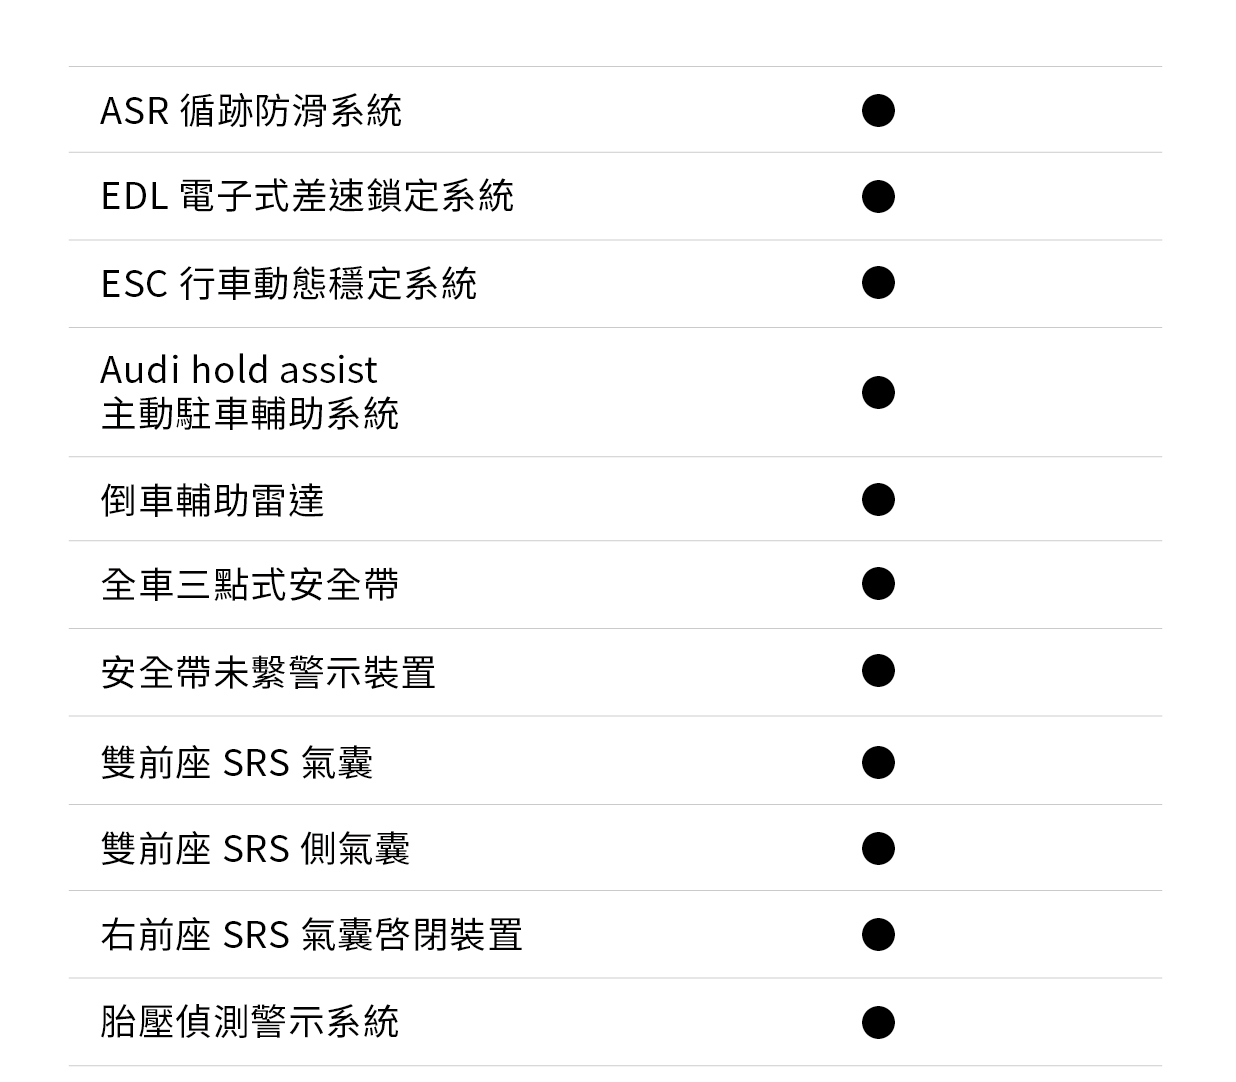 ASR 循跡防滑系統
EDL 電子式差速鎖定系統
ESC 行車動態穩定系統
Audi hold assist
主動駐車輔助系統
倒車輔助雷達
全車三點式安全帶
安全帶未繫警示裝置
雙前座 SRS 氣囊
雙前座 SRS 側氣囊
右前座 SRS 氣囊啓閉裝置
胎壓偵測警示系統